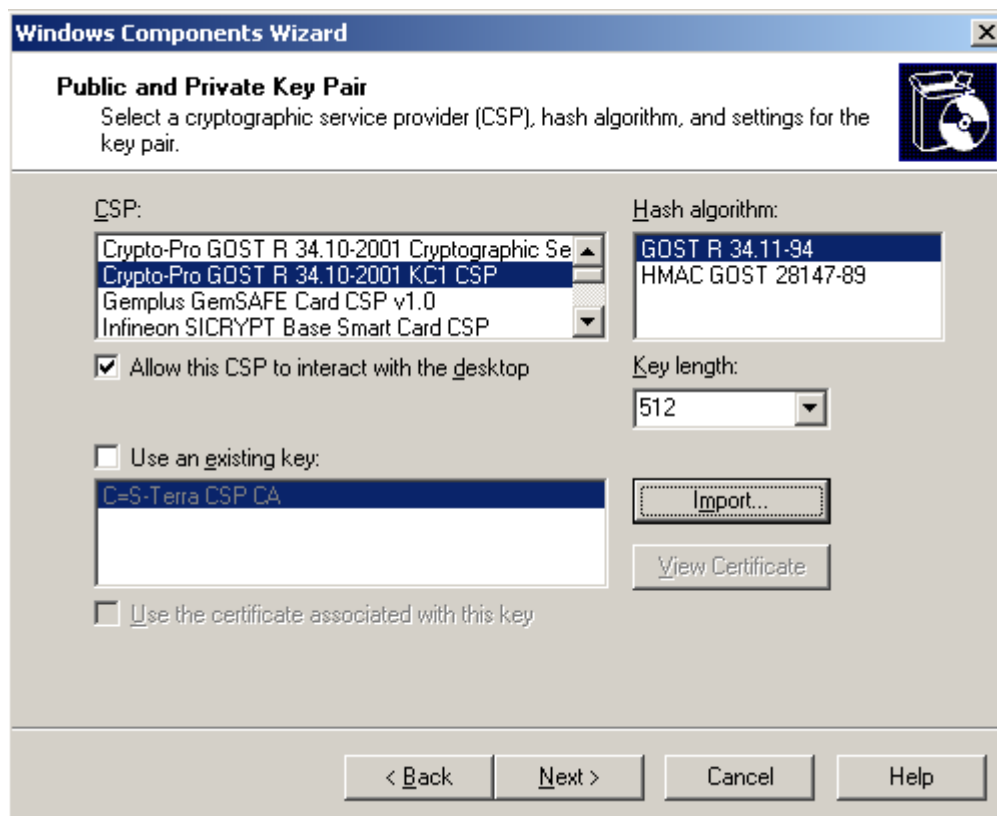 Windows Components Wizard
Public and Private Key Pair
Select a cryptographic service provider (CSP), hash algorithm, and settings for the
key pair.
CSP:
Crypto-Pro GOST R 34.10-2001 Cryptographic Se
Crypto-Pro GOST R 34.10-2001 KC1 CSP
Gemplus GemSAFE Card CSP v1.0
Infineon SICRYPT Base Smart Card CSP
Hash algorithm:
GOST R 34.11-94
HMAC GOST 28147-89
Allow this CSP to interact with the desktop
Key length:
512
Use an existing key:
C=S-Terra CSP CA
Import...
View Certificate
Use the certificate associated with this key
< Back
Next >
Cancel
Help